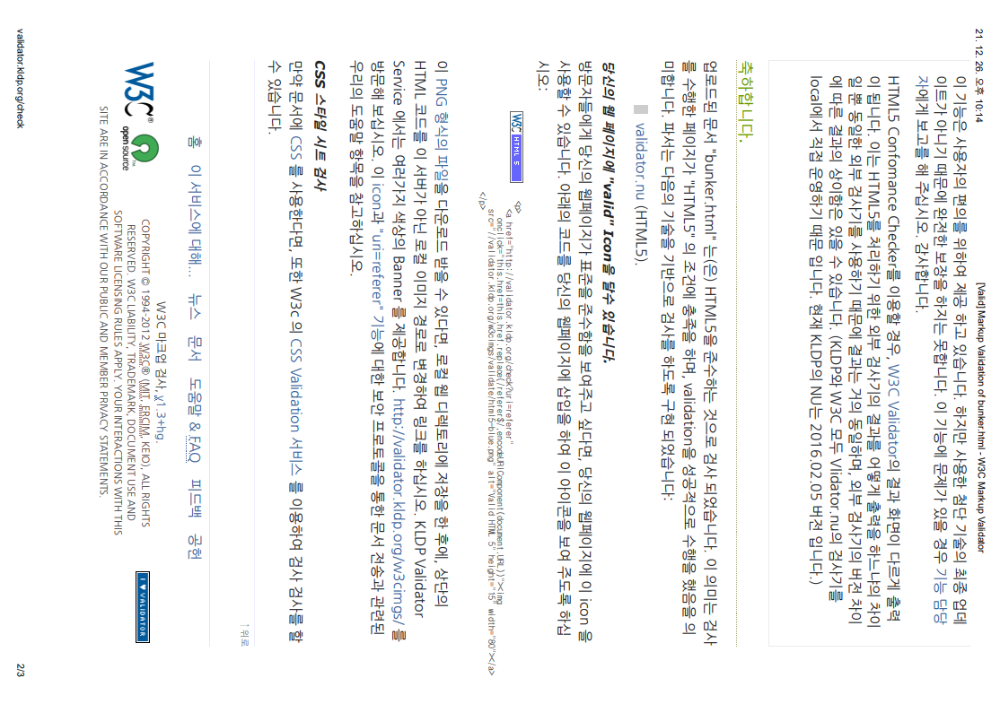 21. 12. 26. 오후 10:14
[Valid] Markup Validation of bunker.html - W3C Markup Validator
이 기능은 사용자의 편의를 위하여 제공 하고 있습니다. 하지만 사용한 첨단 기술의 최종 업데
이트가 아니기 때문에 완전한 보장을 하지는 못합니다. 이 기능에 문제가 있을 경우 기능 담당
자에게 보고를 해 주십시오. 감사합니다.
HTML5 Confomance Checker를 이용할 경우, W3C Validator의 결과 화면이 다르게 출력
이 됩니다. 이는 HTML5를 처리하기 위한 외부 검사기의 결과를 어떻게 출력을 하느냐의 차이
일 뿐 동일한 외부 검사기를 사용하기 때문에 결과는 거의 동일하며, 외부 검사기의 버전 차이
에 따른 결과의 상이함은 있을 수 있습니다. (KLDP와 W3C 모두 Vlidator.nu의 검사기를
local에서 직접 운영하기 때문 입니다. 현재 KLDP의 NU는 2016.02.05 버전 입니다.)
축하합니다.
업로드된 문서 "bunker.html" 는(은) HTML5을 준수하는 것으로 검사 되었습니다. 이 의미는 검사
를 수행한 페이지가 "HTML5" 의 조건에 충족을 하며, validation을 성공적으로 수행을 했음을 의
미합니다. 파서는 다음의 기술을 기반으로 검사를 하도록 구현 되었습니다:
validator.nu (HTML5).
당신의 웹 페이지에 "valid" Icon을 달수 있습니다.
방문자들에게 당신의 웹페이지가 표준을 준수함을 보여주고 싶다면, 당신의 웹페이지에 이 icon 을
사용할 수 있습니다. 아래의 코드를 당신의 웹페이지에 삽입을 하여 이 아이콘을 보여 주도록 하십
시오:
W3C HTML 5
<p>
<a href="http://validator.kldp.org/check?uri=referer"
onclick="this.href=this.href.replace(/referer$/,encodeURIComponent(document.URL))"><img
src="//validator.kldp.org/w3cimgs/validate/html5-blue.png" alt="Valid HTML 5" height="15" width="80"></a>
</p>
이 PNG 형식의 파일을 다운로드 받을 수 있다면, 로컬 웹 디렉토리에 저장을 한 후에, 상단의
HTML 코드를 이 서버가 아닌 로컬 이미지 경로로 변경하여 링크를 하십시오. KLDP Validator
Service 에서는 여러가지 색상의 Banner 를 제공합니다. http://validator.kldp.org/w3cimgs/ 를
방문해 보십시오. 이 icon과 "uri=referer" 기능에 대한 보안 프로토콜을 통한 문서 전송과 관련된
우리의 도움말 항목을 참고하십시오.
CSS 스타일 시트 검사
만약 문서에 CSS 를 사용한다면, 또한 W3c 의 CSS Validation 서비스 를 이용하여 검사 검사를 할
수 있습니다.
↑ 위로
홈 이 서비스에 대해... 뉴스 문서 도움말 & FAQ 피드백 공헌
W3C® open source™
W3C 마크업 검사, v1.3+hg.
COPYRIGHT © 1994-2012 W3C® (MIT, ERCIM, KEIO), ALL RIGHTS
RESERVED. W3C LIABILITY, TRADEMARK, DOCUMENT USE AND
SOFTWARE LICENSING RULES APPLY. YOUR INTERACTIONS WITH THIS
SITE ARE IN ACCORDANCE WITH OUR PUBLIC AND MEMBER PRIVACY STATEMENTS.
I ♥ VALIDATOR
validator.kldp.org/check
2/3